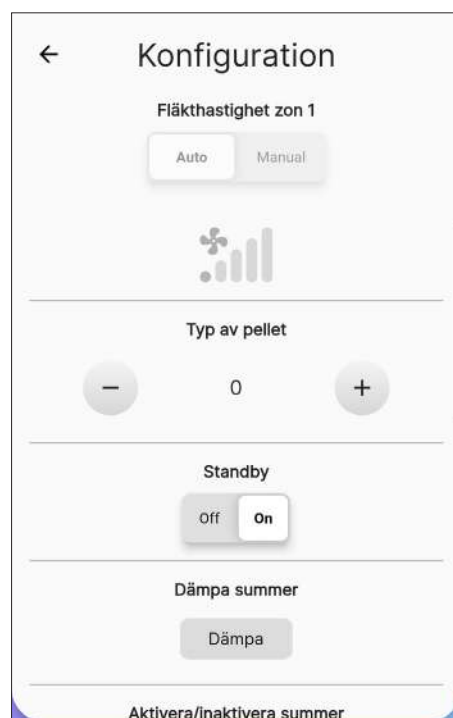 Konfiguration
Fläkthastighet zon 1
Auto Manual
Typ av pellet
− 0 +
Standby
Off On
Dämpa summer
Dämpa
Aktivera/inaktivera summer